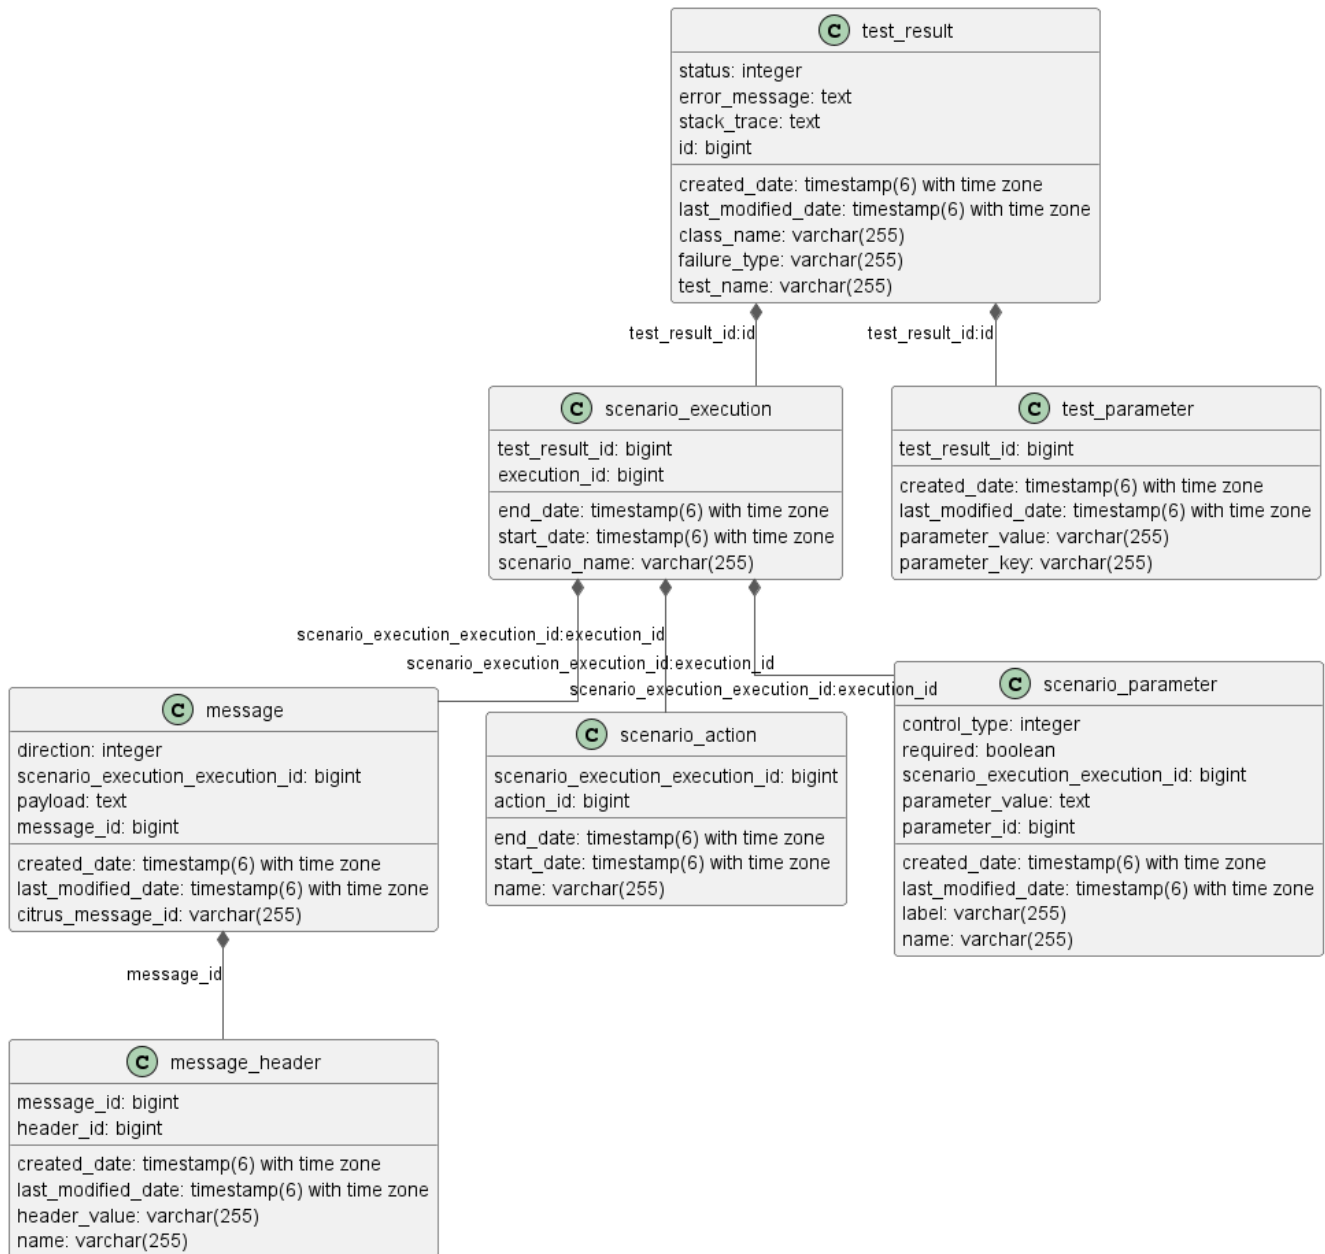 C test_result
status: integer
error_message: text
stack_trace: text
id: bigint
created_date: timestamp(6) with time zone
last_modified_date: timestamp(6) with time zone
class_name: varchar(255)
failure_type: varchar(255)
test_name: varchar(255)
test_result_id:id
test_result_id:id
C scenario_execution
test_result_id: bigint
execution_id: bigint
end_date: timestamp(6) with time zone
start_date: timestamp(6) with time zone
scenario_name: varchar(255)
C test_parameter
test_result_id: bigint
created_date: timestamp(6) with time zone
last_modified_date: timestamp(6) with time zone
parameter_value: varchar(255)
parameter_key: varchar(255)
scenario_execution_execution_id:execution_id
scenario_execution_execution_id:execution_id
scenario_execution_execution_id:execution_id
C message
direction: integer
scenario_execution_execution_id: bigint
payload: text
message_id: bigint
created_date: timestamp(6) with time zone
last_modified_date: timestamp(6) with time zone
citrus_message_id: varchar(255)
C scenario_action
scenario_execution_execution_id: bigint
action_id: bigint
end_date: timestamp(6) with time zone
start_date: timestamp(6) with time zone
name: varchar(255)
C scenario_parameter
control_type: integer
required: boolean
scenario_execution_execution_id: bigint
parameter_value: text
parameter_id: bigint
created_date: timestamp(6) with time zone
last_modified_date: timestamp(6) with time zone
label: varchar(255)
name: varchar(255)
message_id
C message_header
message_id: bigint
header_id: bigint
created_date: timestamp(6) with time zone
last_modified_date: timestamp(6) with time zone
header_value: varchar(255)
name: varchar(255)